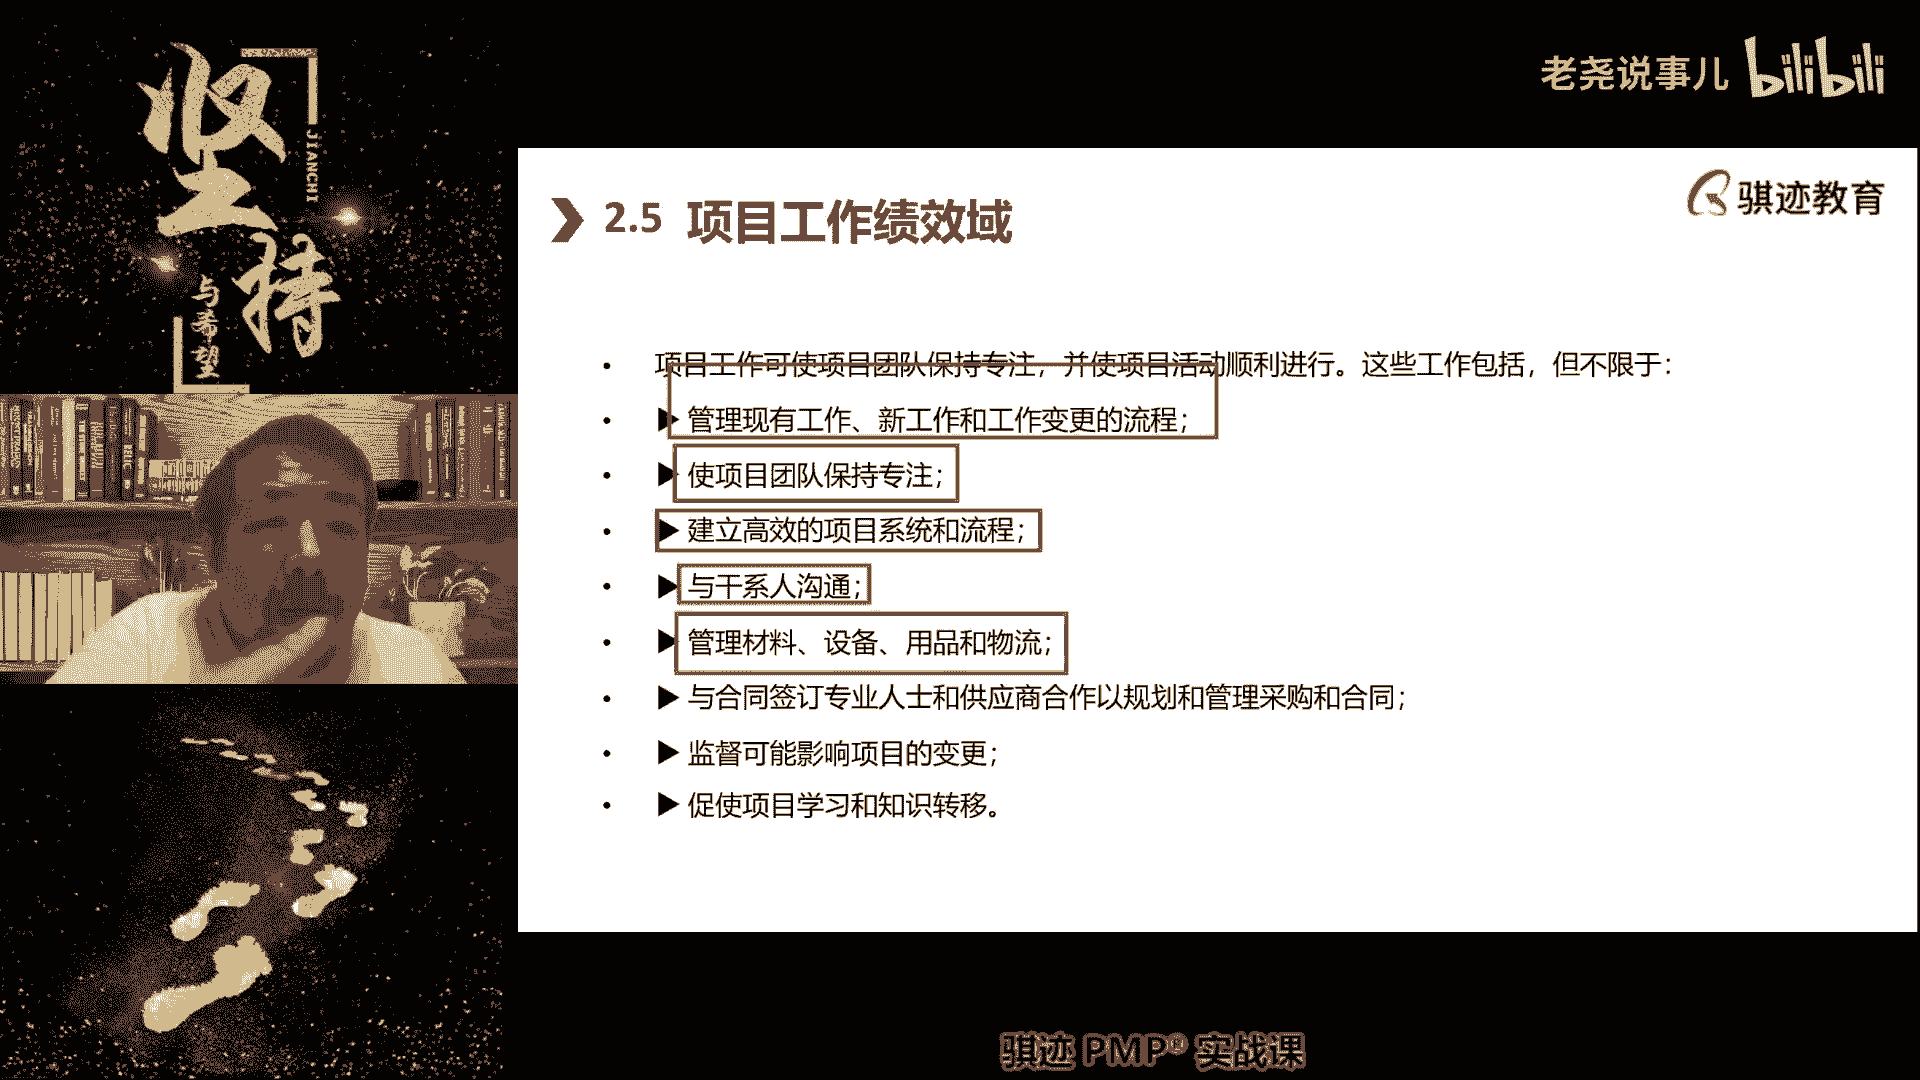 坚持
JIANCHI
与希望
老尧说事儿 bilibili
骐迹教育
2.5 项目工作绩效域
• 项目工作可使项目团队保持专注，并使项目活动顺利进行。这些工作包括，但不限于：
• ▶ 管理现有工作、新工作和工作变更的流程；
• ▶ 使项目团队保持专注；
• ▶ 建立高效的项目系统和流程；
• ▶ 与干系人沟通；
• ▶ 管理材料、设备、用品和物流；
• ▶ 与合同签订专业人士和供应商合作以规划和管理采购和合同；
• ▶ 监督可能影响项目的变更；
• ▶ 促使项目学习和知识转移。
骐迹 PMP® 实战课